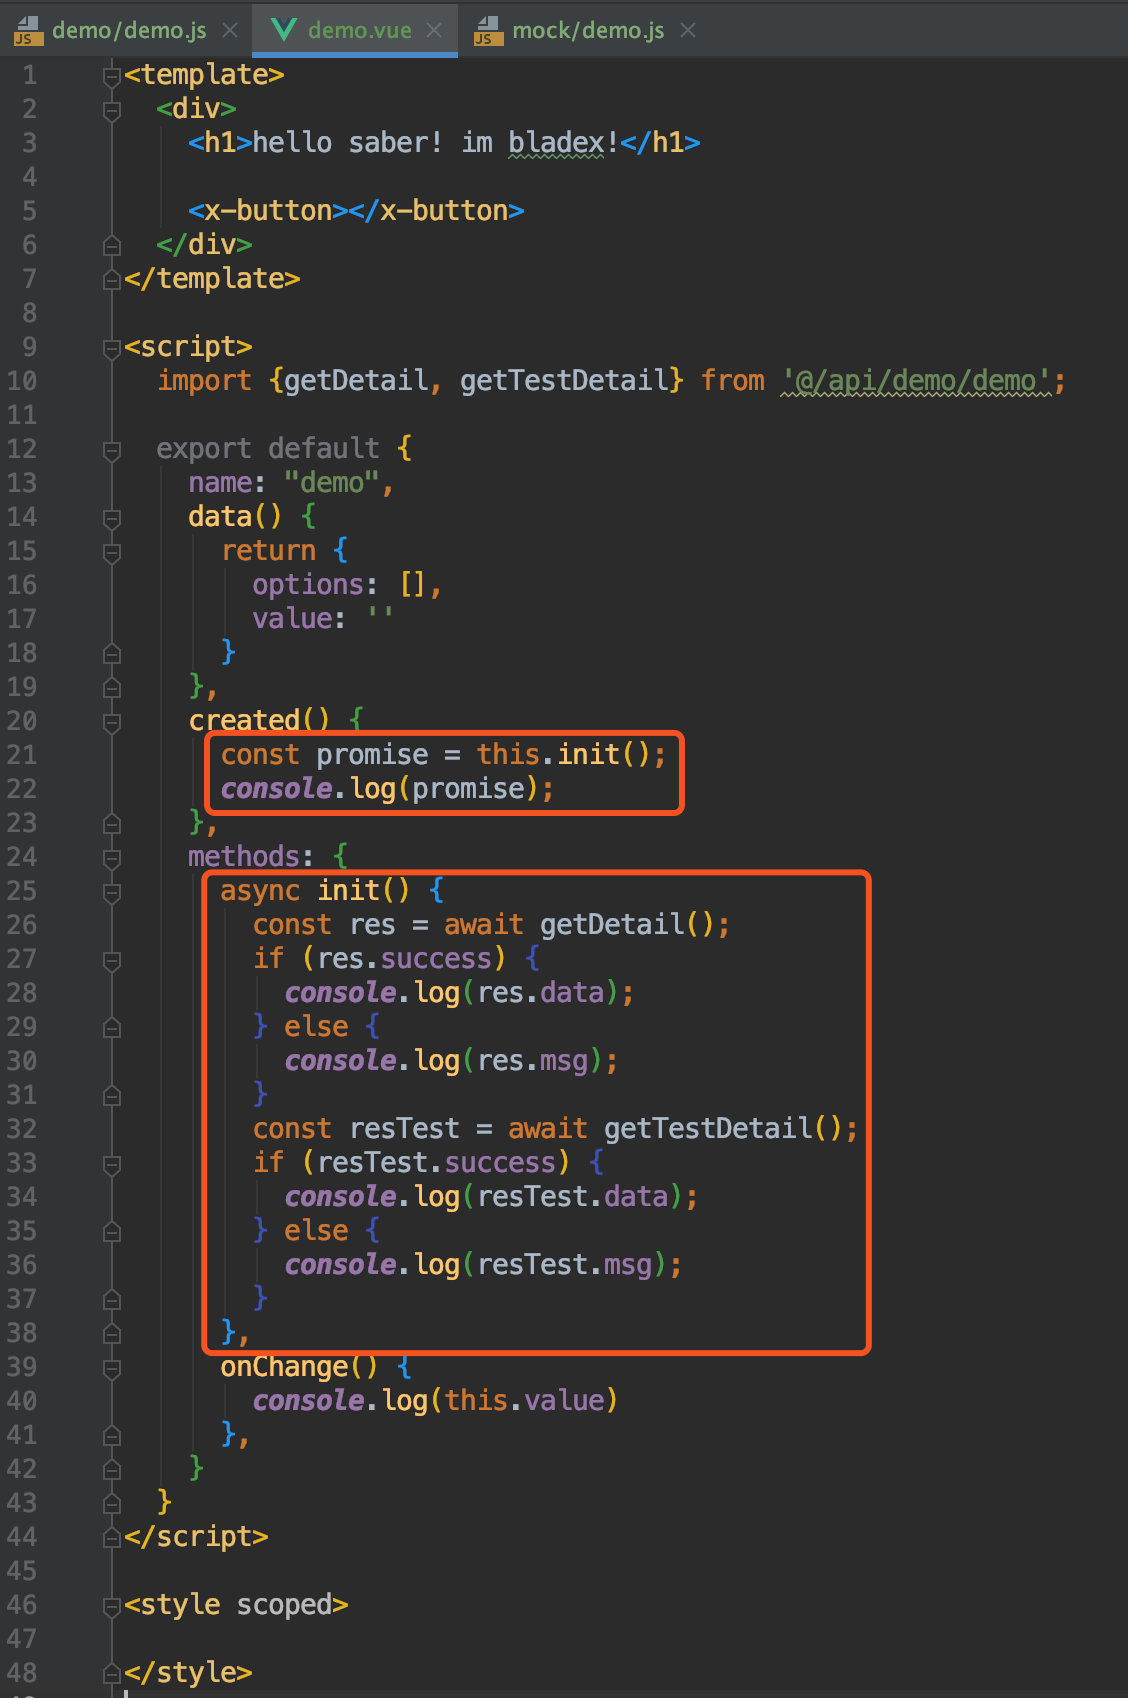 JS demo/demo.js demo.vue JS mock/demo.js
1 <template>
2 <div>
3 <h1>hello saber! im bladex!</h1>
4
5 <x-button></x-button>
6 </div>
7 </template>
8
9 <script>
10 import {getDetail, getTestDetail} from '@/api/demo/demo';
11
12 export default {
13 name: "demo",
14 data() {
15 return {
16 options: [],
17 value: ''
18 }
19 },
20 created() {
21 const promise = this.init();
22 console.log(promise);
23 },
24 methods: {
25 async init() {
26 const res = await getDetail();
27 if (res.success) {
28 console.log(res.data);
29 } else {
30 console.log(res.msg);
31 }
32 const resTest = await getTestDetail();
33 if (resTest.success) {
34 console.log(resTest.data);
35 } else {
36 console.log(resTest.msg);
37 }
38 },
39 onChange() {
40 console.log(this.value)
41 },
42 }
43 }
44 </script>
45
46 <style scoped>
47
48 </style>